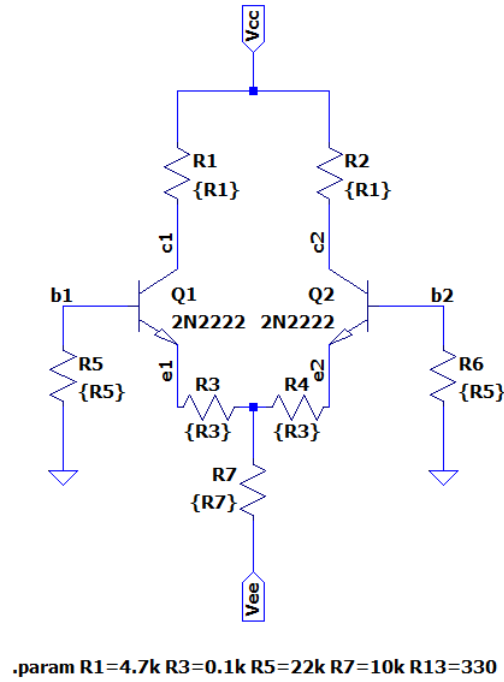 Vcc
R1
{R1}
R2
{R1}
c1
c2
b1
Q1
2N2222
Q2
2N2222
b2
R5
{R5}
e1
R3
{R3}
R4
{R3}
e2
R6
{R5}
R7
{R7}
Vee
.param R1=4.7k R3=0.1k R5=22k R7=10k R13=330